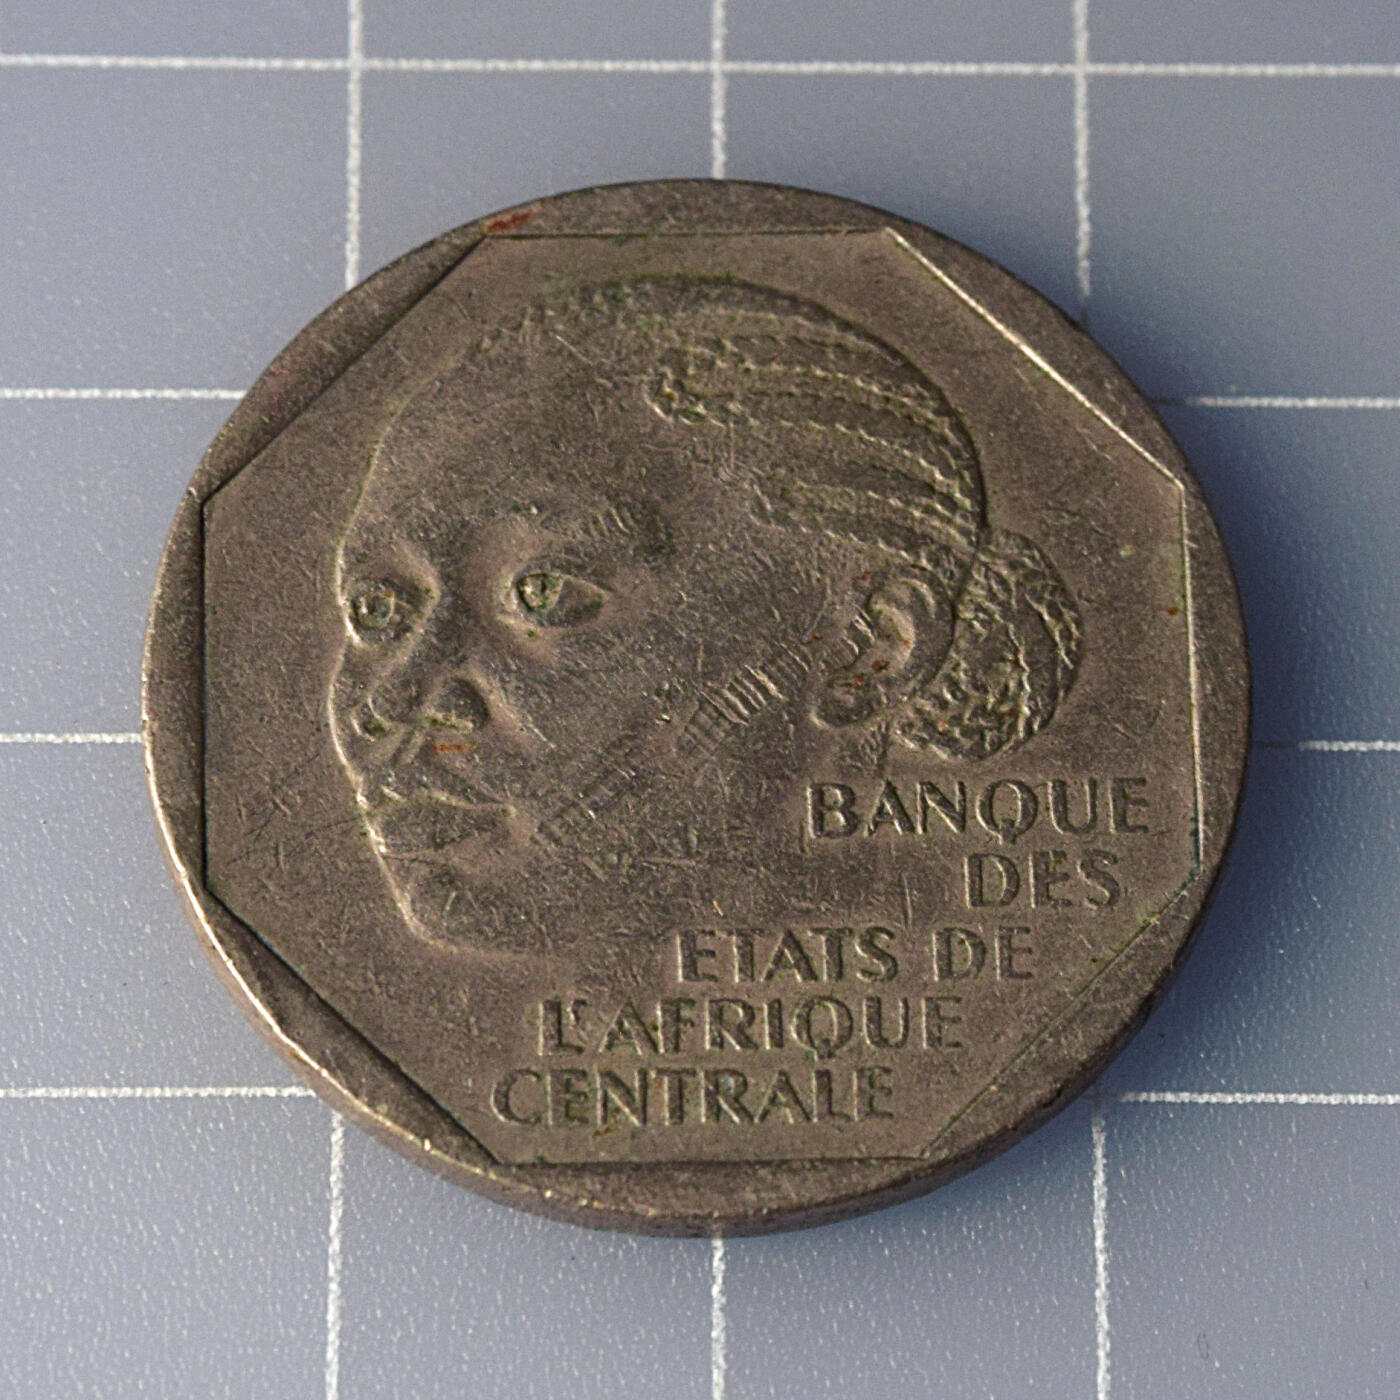 BANQUE
DES
ETATS DE
L'AFRIQUE
CENTRALE